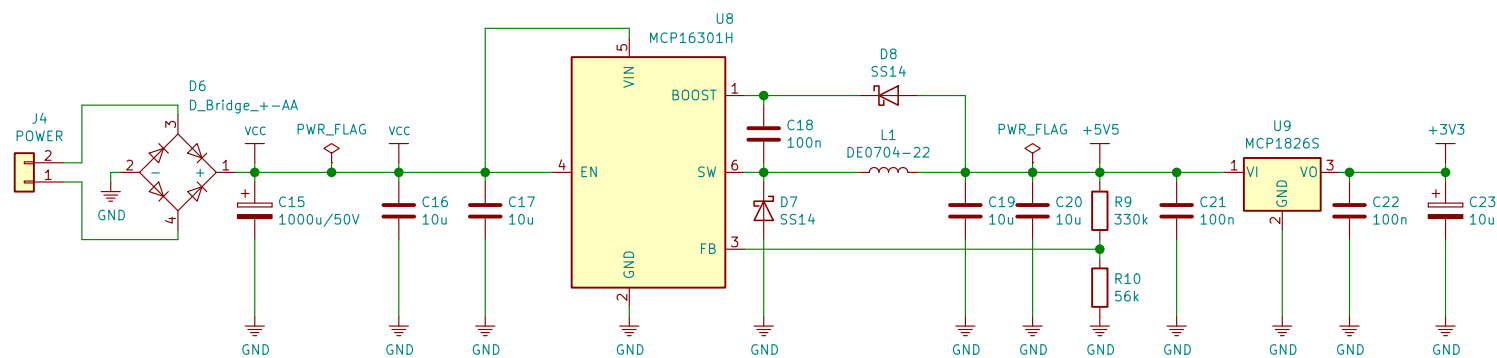 J4
POWER
2
1
D6
D_Bridge_+-AA
3
2
-
+
1
4
GND
VCC
+
C15
1000u/50V
GND
PWR_FLAG
VCC
C16
10u
GND
C17
10u
GND
U8
MCP16301H
5
VIN
4
EN
BOOST
1
SW
6
FB
3
GND
2
GND
C18
100n
D7
SS14
GND
D8
SS14
L1
DE0704-22
C19
10u
GND
PWR_FLAG
C20
10u
GND
+5V5
R9
330k
R10
56k
GND
C21
100n
GND
U9
MCP1826S
1
VI
VO
3
GND
2
GND
C22
100n
GND
+3V3
+
C23
10u
GND